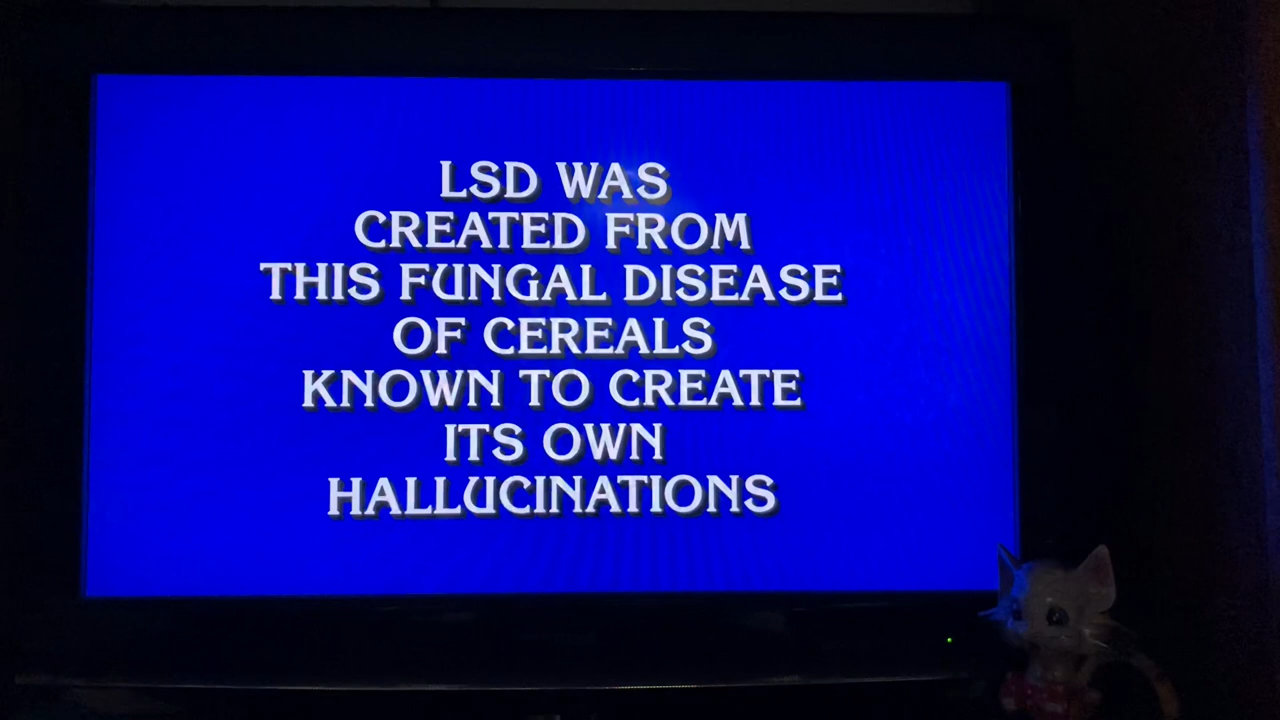 LSD WAS
CREATED FROM
THIS FUNGAL DISEASE
OF CEREALS
KNOWN TO CREATE
ITS OWN
HALLUCINATIONS